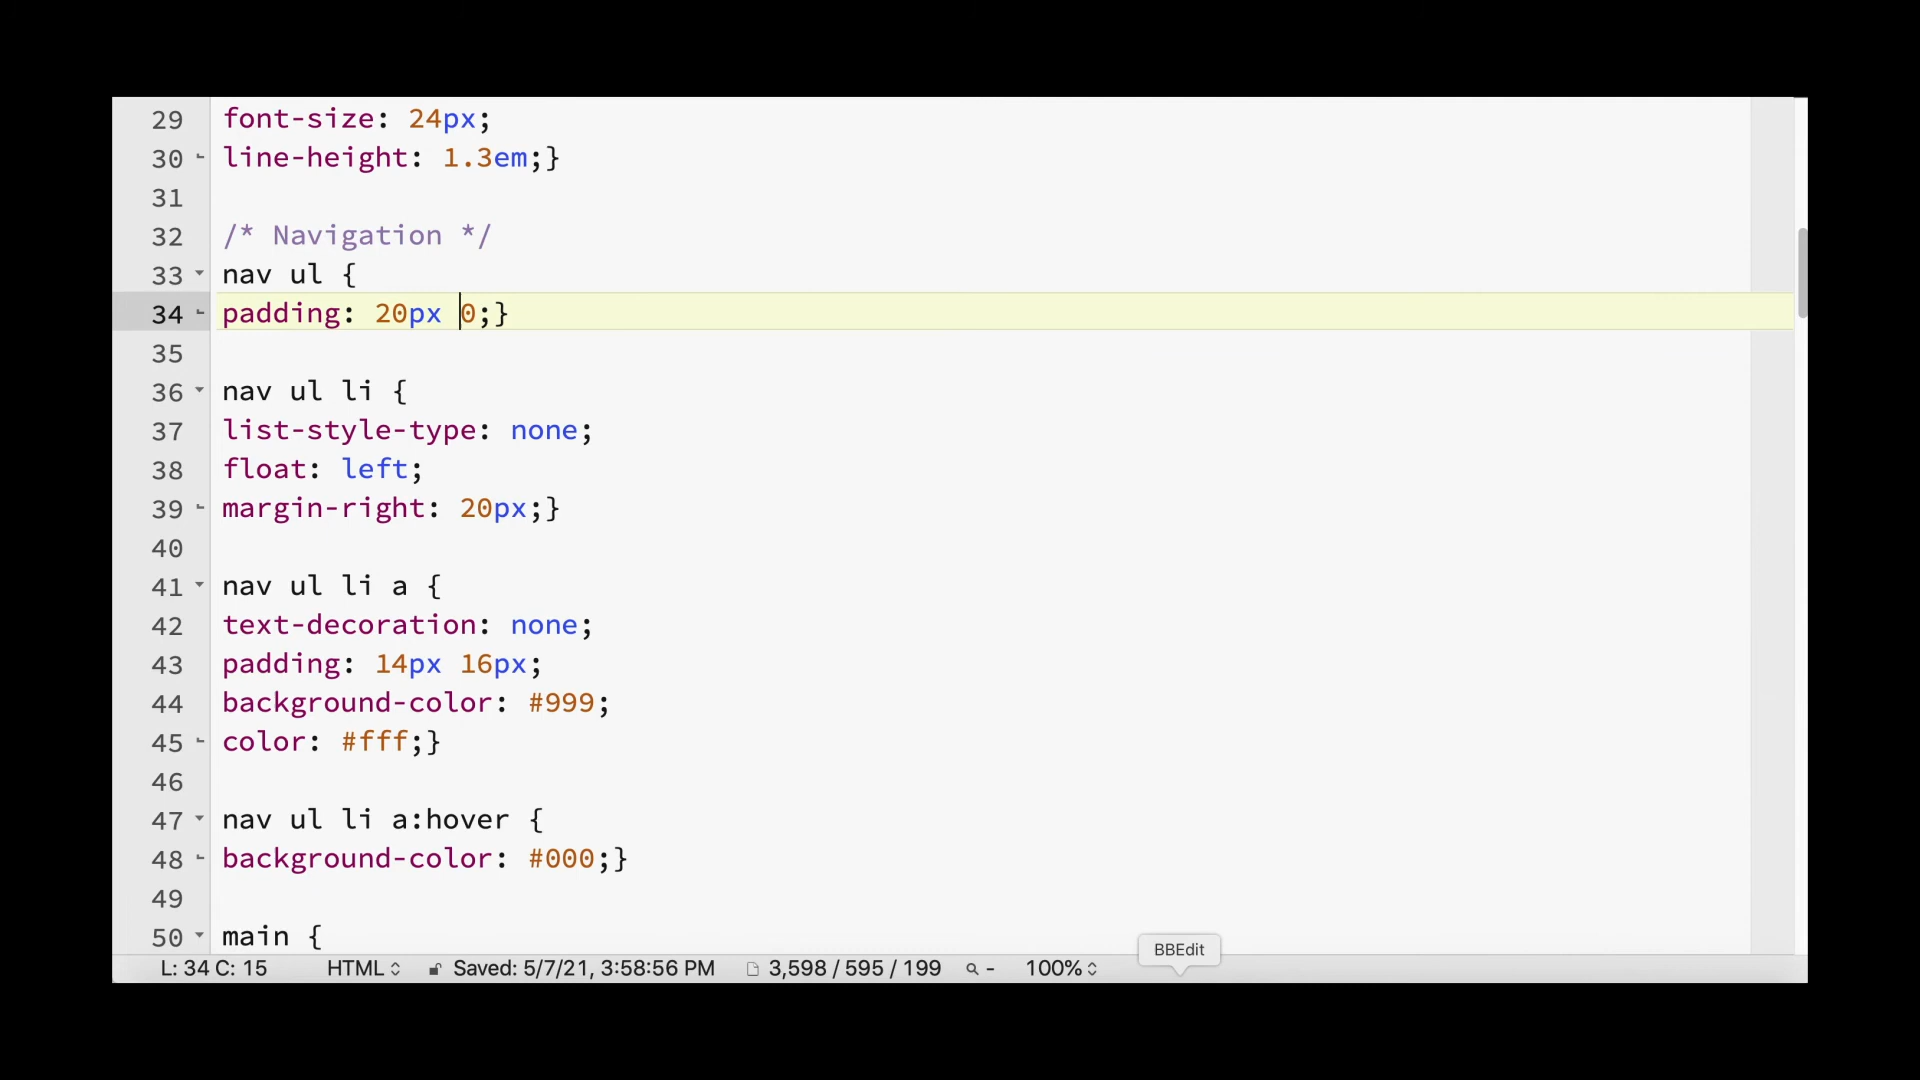 29 font-size: 24px;
30 line-height: 1.3em;}
31
32 /* Navigation */
33 nav ul {
34 padding: 20px 0;}
35
36 nav ul li {
37 list-style-type: none;
38 float: left;
39 margin-right: 20px;}
40
41 nav ul li a {
42 text-decoration: none;
43 padding: 14px 16px;
44 background-color: #999;
45 color: #fff;}
46
47 nav ul li a:hover {
48 background-color: #000;}
49
50 main {
BBEdit
L: 34 C: 15 HTML Saved: 5/7/21, 3:58:56 PM 3,598 / 595 / 199 - 100%